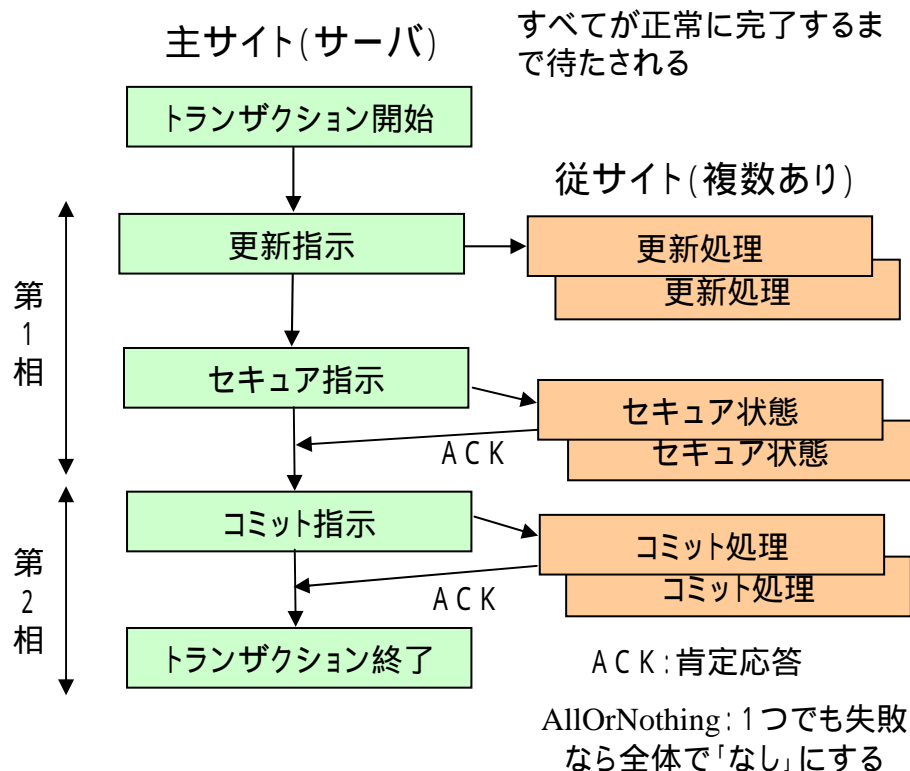 主サイト(サーバ)
すべてが正常に完了するま
で待たされる
トランザクション開始
従サイト(複数あり)
第
1
相
更新指示
更新処理
更新処理
セキュア指示
セキュア状態
セキュア状態
ACK
第
2
相
コミット指示
コミット処理
コミット処理
ACK
トランザクション終了
ACK:肯定応答
AllOrNothing:1つでも失敗
なら全体で「なし」にする